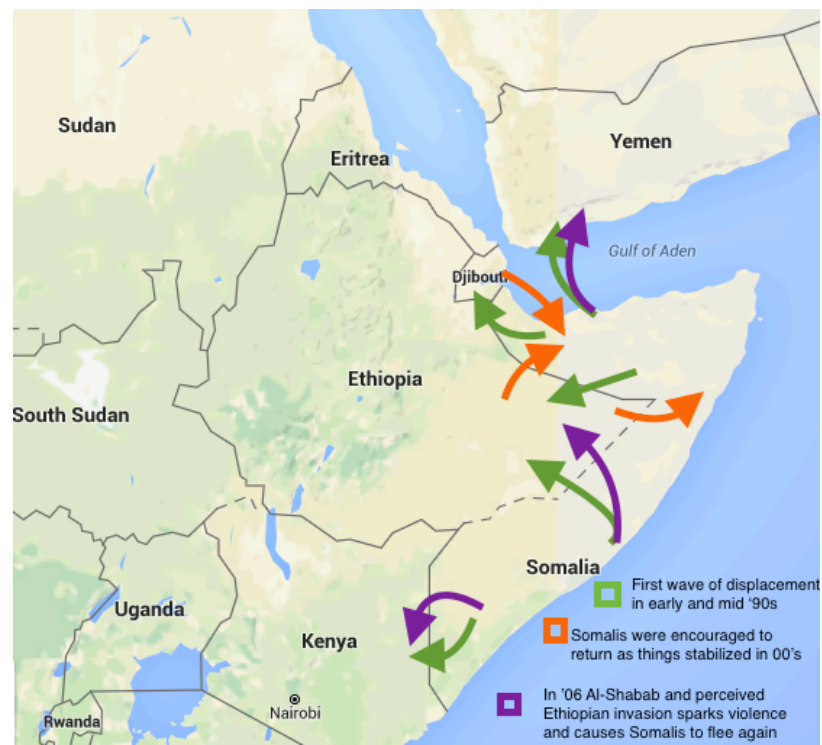 Sudan
Yemen
Eritrea
Gulf of Aden
Djibouti
Ethiopia
South Sudan
Somalia
First wave of displacement
in early and mid '90s
Uganda
Kenya
Somalis were encouraged to
return as things stabilized in 00's
Nairobi
Rwanda
In '06 Al-Shabab and perceived
Ethiopian invasion sparks violence
and causes Somalis to flee again